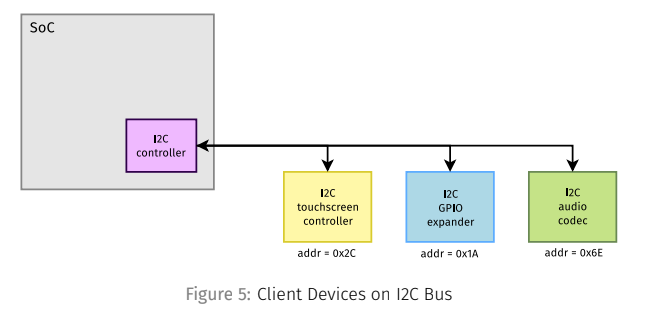 SoC
I2C
controller
I2C
touchscreen
controller
I2C
GPIO
expander
I2C
audio
codec
addr = 0x2C
addr = 0x1A
addr = 0x6E
Figure 5: Client Devices on I2C Bus